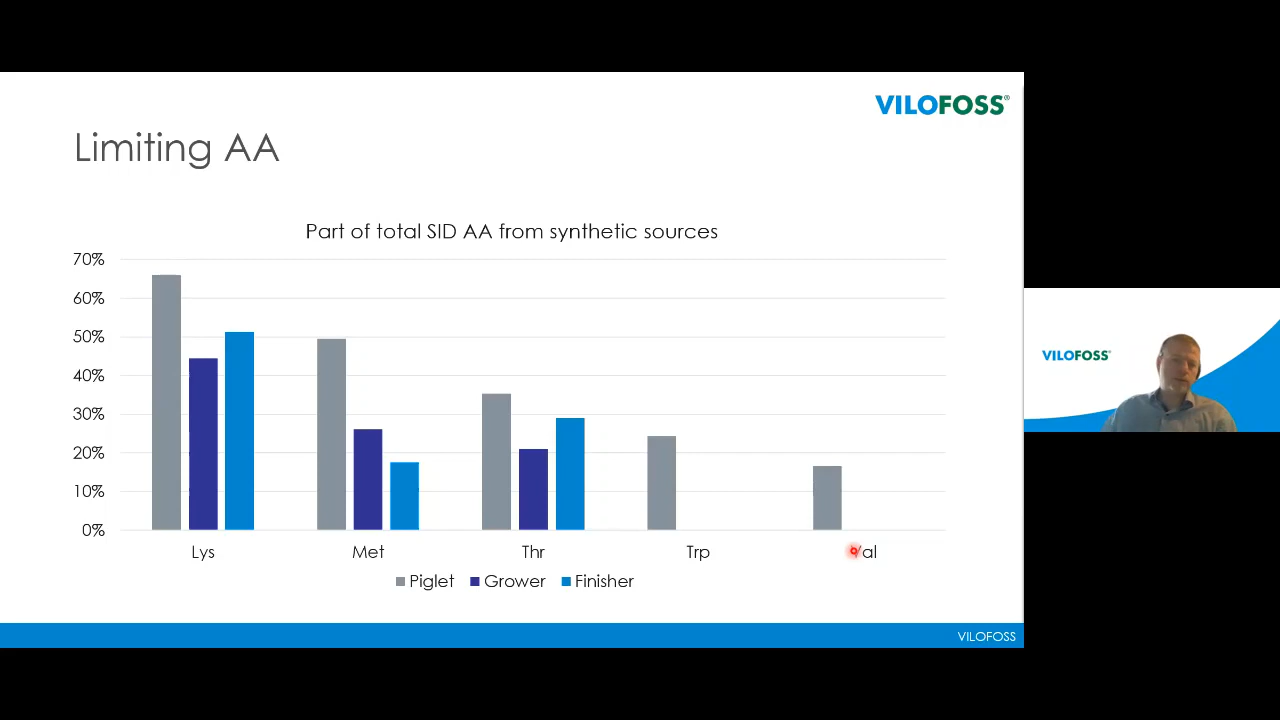 VILOFOSS®
Limiting AA
Part of total SID AA from synthetic sources
70%
60%
50%
40%
30%
20%
10%
0%
Lys Met Thr Trp Val
Piglet Grower Finisher
VILOFOSS
VILOFOSS®